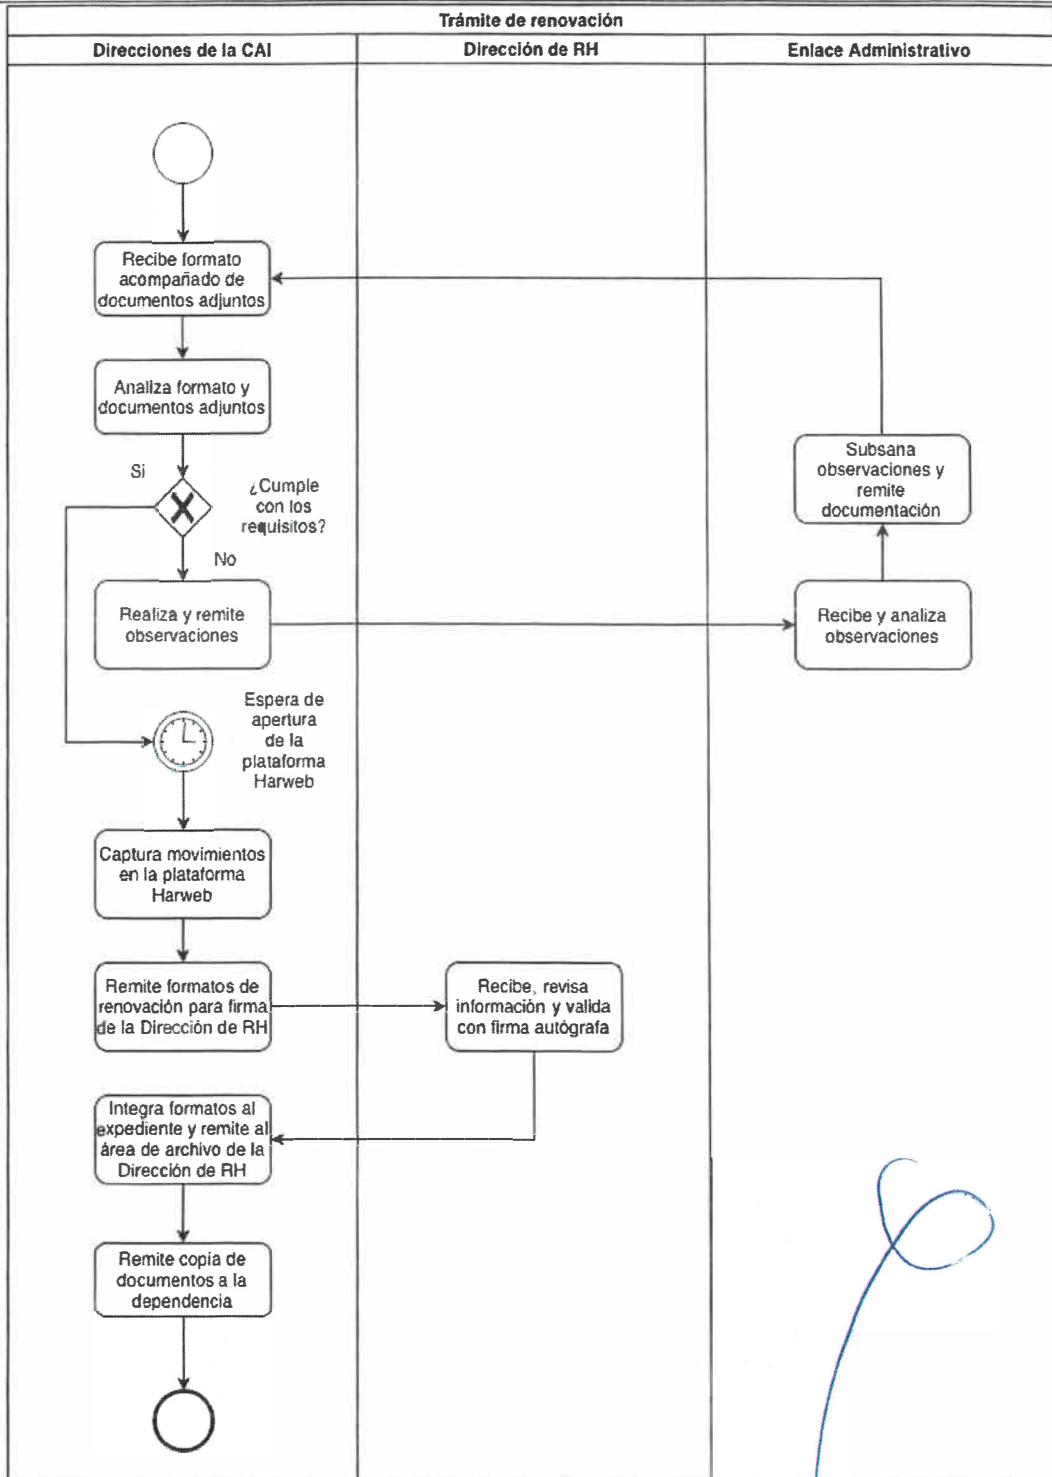 Trámite de renovación
Direcciones de la CAI
Dirección de RH
Enlace Administrativo
Recibe formato
acompañado de
documentos adjuntos
Analiza formato y
documentos adjuntos
Si
¿Cumple
con los
requisitos?
No
Subsana
observaciones y
remite
documentación
Realiza y remite
observaciones
Recibe y analiza
observaciones
Espera de
apertura
de la
plataforma
Harweb
Captura movimientos
en la plataforma
Harweb
Remite formatos de
renovación para firma
de la Dirección de RH
Recibe, revisa
información y valida
con firma autógrafa
Integra formatos al
expediente y remite al
área de archivo de la
Dirección de RH
Remite copia de
documentos a la
dependencia